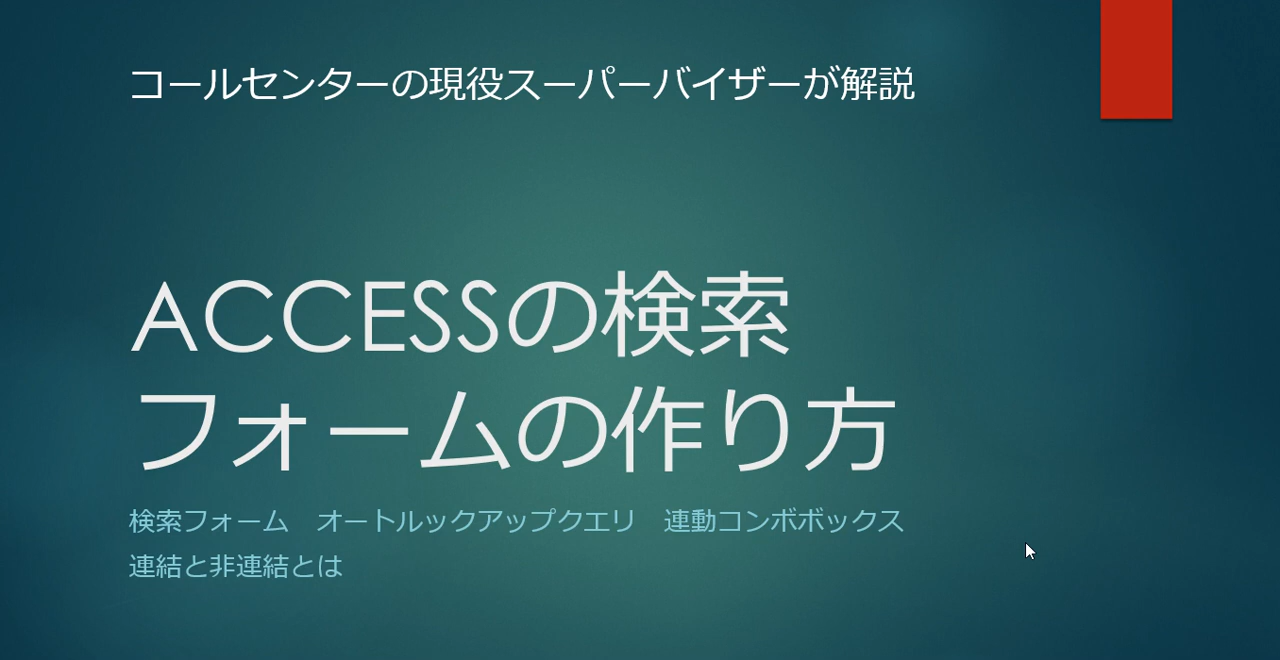 コールセンターの現役スーパーバイザーが解説
ACCESSの検索
フォームの作り方
検索フォーム　オートルックアップクエリ　連動コンボボックス
連結と非連結とは